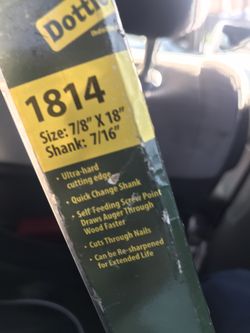 Dottie
1814
Size: 7/8" X 18"
Shank: 7/16"
• Ultra-hard
cutting edge
• Quick Change Shank
• Self-Feeding Screw Point
Draws Auger Through
Wood Faster
• Cuts Through Nails
• Can be Re-sharpened
for Extended Life